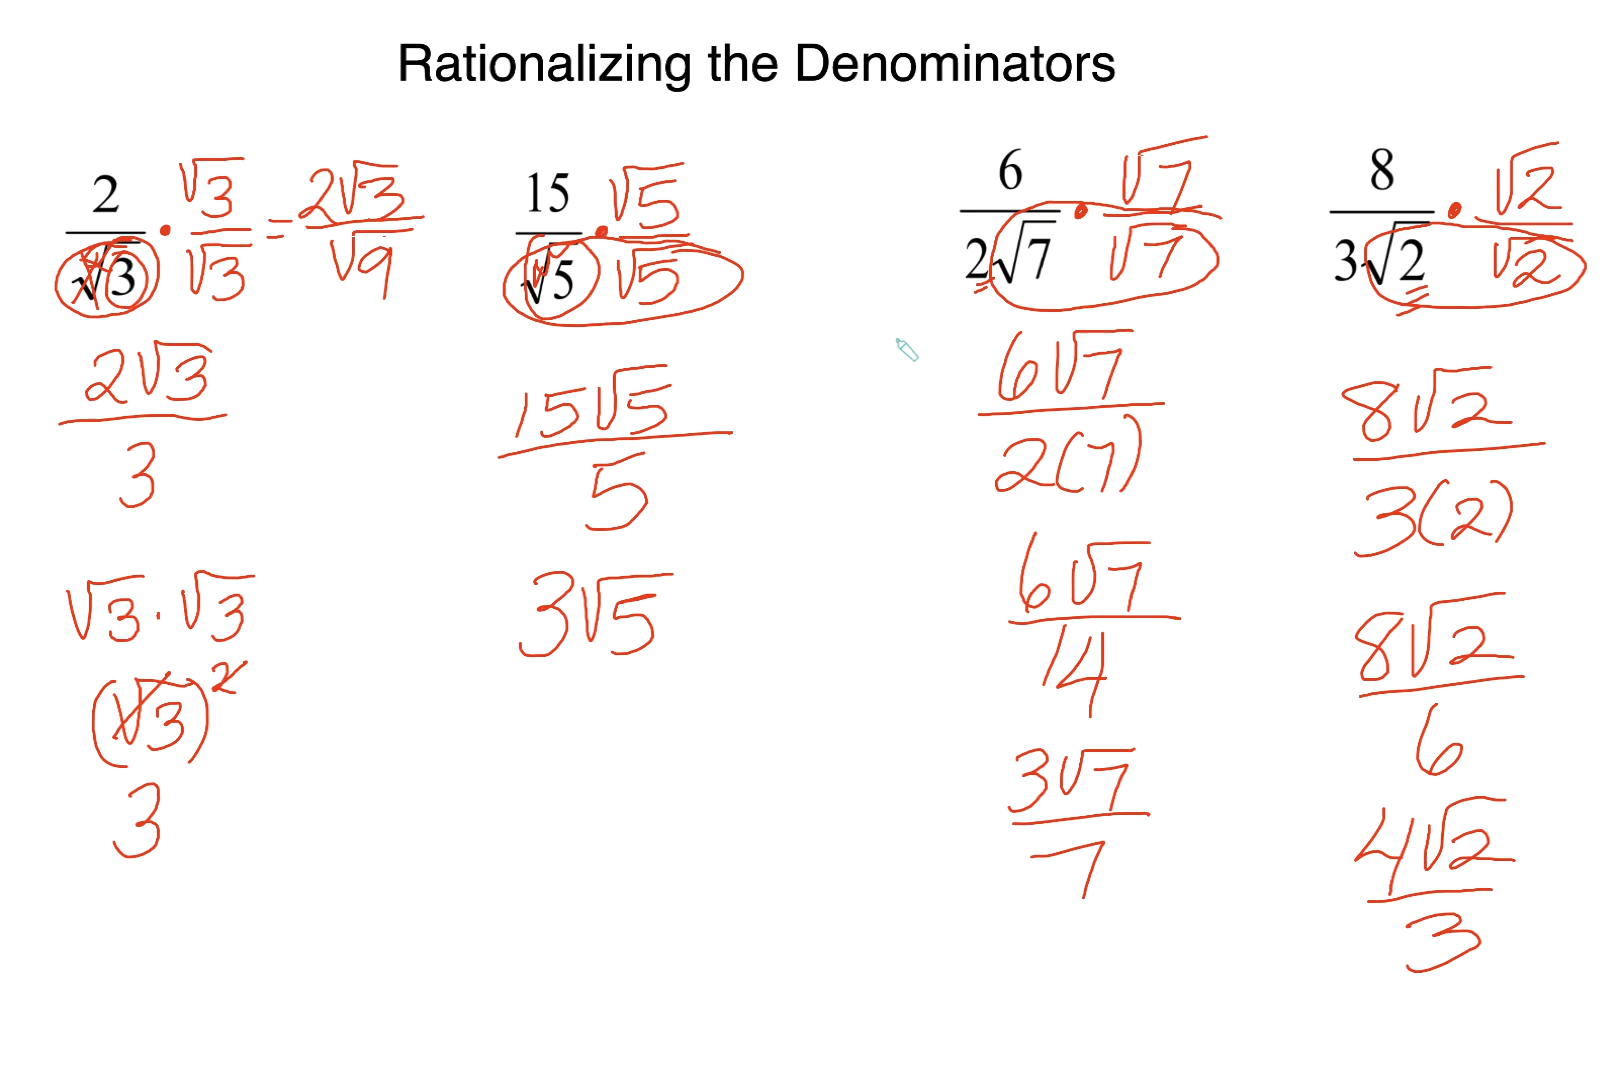 Rationalizing the Denominators
2/√3 · √3/√3 = 2√3/√9
2√3/3
√3 · √3
(√3)²
3
15/√5 · √5/√5
15√5/5
3√5
6/2√7 · √7/√7
6√7/2(7)
6√7/14
3√7/7
8/3√2 · √2/√2
8√2/3(2)
8√2/6
4√2/3